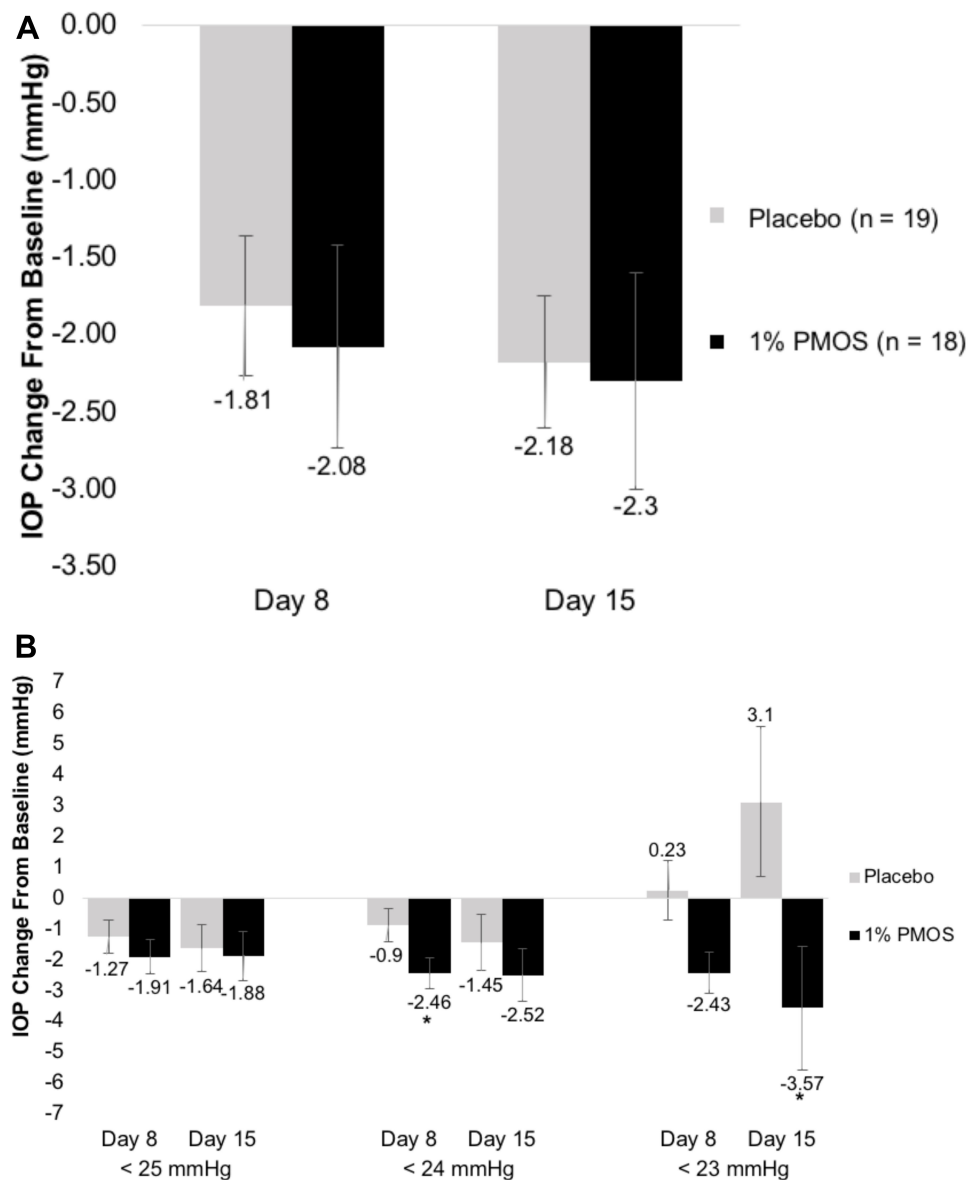 A
IOP Change From Baseline (mmHg)
0.00
-0.50
-1.00
-1.50
-2.00
-2.50
-3.00
-3.50
-1.81
-2.08
-2.18
-2.3
Day 8
Day 15
Placebo (n = 19)
1% PMOS (n = 18)
B
IOP Change From Baseline (mmHg)
7
6
5
4
3
2
1
0
-1
-2
-3
-4
-5
-6
-7
-1.27
-1.91
-1.64
-1.88
-0.9
-2.46
*
-1.45
-2.52
0.23
-2.43
3.1
-3.57
*
Day 8 Day 15
< 25 mmHg
Day 8 Day 15
< 24 mmHg
Day 8 Day 15
< 23 mmHg
Placebo
1% PMOS